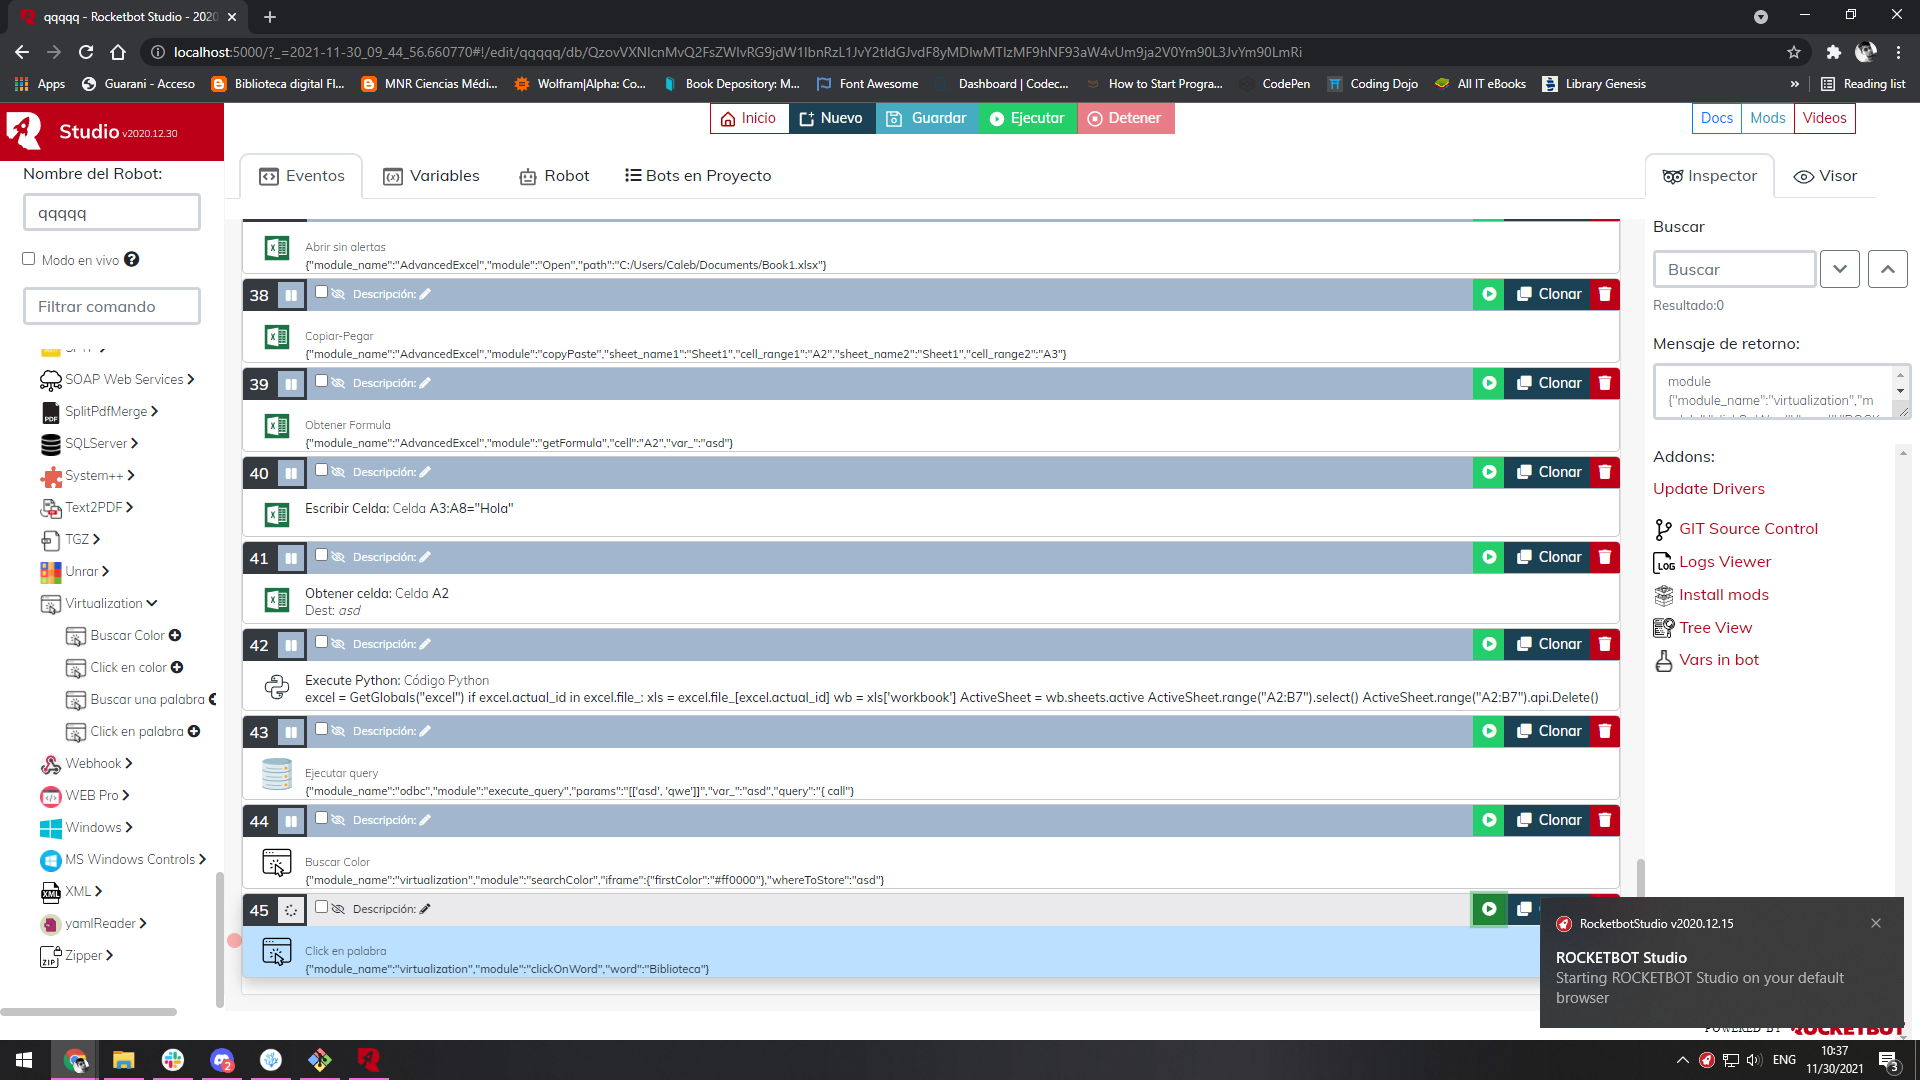 qqqqq - Rocketbot Studio - 2020
localhost:5000/?_=2021-11-30_09_44_56.660770#!/edit/qqqqq/db/QzovVXNlcnMvQ2FsZWIvRG9jdW1lbnRzL1JvY2tldGJvdF8yMDIwMTIzMF9hNF93aW4vUm9ja2V0Ym90L3JvYm90LmRi
Apps
Guarani - Acceso
Biblioteca digital FI...
MNR Ciencias Médi...
Wolfram|Alpha: Co...
Book Depository: M...
Font Awesome
Dashboard | Codec...
How to Start Progra...
CodePen
Coding Dojo
All IT eBooks
Library Genesis
Reading list
Studio v2020.12.30
Inicio
Nuevo
Guardar
Ejecutar
Detener
Docs
Mods
Videos
Nombre del Robot:
qqqqq
Modo en vivo
Filtrar comando
SOAP Web Services
SplitPdfMerge
SQLServer
System++
Text2PDF
TGZ
Unrar
Virtualization
Buscar Color
Click en color
Buscar una palabra
Click en palabra
Webhook
WEB Pro
Windows
MS Windows Controls
XML
yamlReader
Zipper
Eventos
Variables
Robot
Bots en Proyecto
Abrir sin alertas
{"module_name":"AdvancedExcel","module":"Open","path":"C:/Users/Caleb/Documents/Book1.xlsx"}
38
Descripción:
Clonar
Copiar-Pegar
{"module_name":"AdvancedExcel","module":"copyPaste","sheet_name1":"Sheet1","cell_range1":"A2","sheet_name2":"Sheet1","cell_range2":"A3"}
39
Descripción:
Clonar
Obtener Formula
{"module_name":"AdvancedExcel","module":"getFormula","cell":"A2","var_":"asd"}
40
Descripción:
Clonar
Escribir Celda: Celda A3:A8="Hola"
41
Descripción:
Clonar
Obtener celda: Celda A2
Dest: asd
42
Descripción:
Clonar
Execute Python: Código Python
excel = GetGlobals("excel") if excel.actual_id in excel.file_: xls = excel.file_[excel.actual_id] wb = xls['workbook'] ActiveSheet = wb.sheets.active ActiveSheet.range("A2:B7").select() ActiveSheet.range("A2:B7").api.Delete()
43
Descripción:
Clonar
Ejecutar query
{"module_name":"odbc","module":"execute_query","params":"[['asd', 'qwe']]","var_":"asd","query":"{ call"}
44
Descripción:
Clonar
Buscar Color
{"module_name":"virtualization","module":"searchColor","iframe":{"firstColor":"#ff0000"},"whereToStore":"asd"}
45
Descripción:
Click en palabra
{"module_name":"virtualization","module":"clickOnWord","word":"Biblioteca"}
Inspector
Visor
Buscar
Buscar
Resultado:0
Mensaje de retorno:
module
{"module_name":"virtualization","m
Addons:
Update Drivers
GIT Source Control
LOG
Logs Viewer
Install mods
Tree View
Vars in bot
RocketbotStudio v2020.12.15
ROCKETBOT Studio
Starting ROCKETBOT Studio on your default
browser
POWERED BY ROCKETBOT
ENG
10:37
11/30/2021
3
2